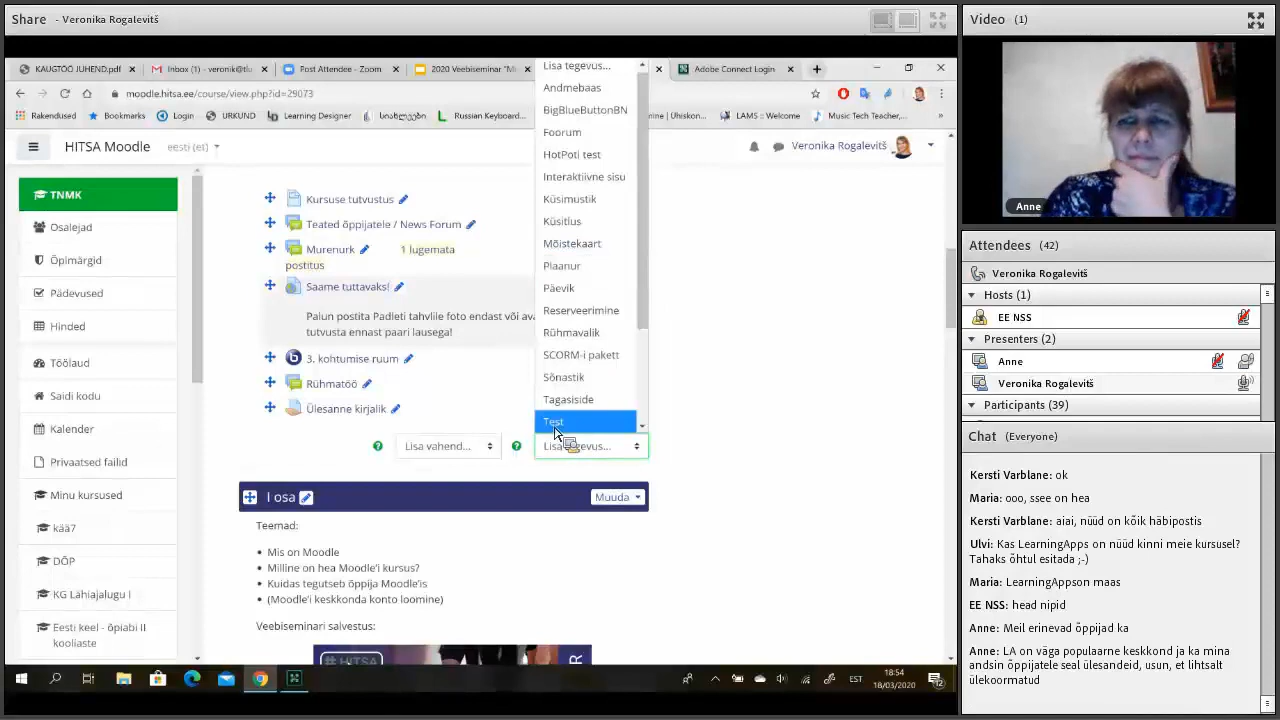 Share - Veronika Rogalevitš
KAUGTÖÖ JUHEND.pdf
Inbox (1) - veronik@tlu
Post Attendee - Zoom
2020 Veebiseminar "Mi
Adobe Connect Login
moodle.hitsa.ee/course/view.php?id=29073
Rakendused
Bookmarks
Login
URKUND
Learning Designer
სიახლეები
Russian Keyboard...
LAMS :: Welcome
Music Tech Teacher,...
HITSA Moodle
eesti (et)
Veronika Rogalevitš
TNMK
Osalejad
Õpimärgid
Pädevused
Hinded
Töölaud
Saidi kodu
Kalender
Privaatsed failid
Minu kursused
kää7
DÕP
KG Lähiajalugu I
Eesti keel - õpiabi II
kooliaste
Kursuse tutvustus
Teated õppijatele / News Forum
Murenurk 1 lugemata
postitus
Saame tuttavaks!
Palun postita Padleti tahvlile foto endast või av
tutvusta ennast paari lausega!
3. kohtumise ruum
Rühmatöö
Ülesanne kirjalik
Lisa vahend...
Lisa tegevus...
Andmebaas
BigBlueButtonBN
Foorum
HotPoti test
Interaktiivne sisu
Küsimustik
Küsitlus
Mõistekaart
Plaanur
Päevik
Reserveerimine
Rühmavalik
SCORM-i pakett
Sõnastik
Tagasiside
Test
I osa
Muuda
Teemad:
• Mis on Moodle
• Milline on hea Moodle'i kursus?
• Kuidas tegutseb õppija Moodle'is
• (Moodle'i keskkonda konto loomine)
Veebiseminari salvestus:
# HITSA
EST
18:54
18/03/2020
12
Video (1)
Anne
Attendees (42)
Veronika Rogalevitš
Hosts (1)
EE NSS
Presenters (2)
Anne
Veronika Rogalevitš
Participants (39)
Chat (Everyone)
Kersti Varblane: ok
Maria: ooo, ssee on hea
Kersti Varblane: aiai, nüüd on kõik häbipostis
Ulvi: Kas LearningApps on nüüd kinni meie kursusel?
Tahaks õhtul esitada ;-)
Maria: LearningAppson maas
EE NSS: head nipid
Anne: Meil erinevad õppijad ka
Anne: LA on väga populaarne keskkond ja ka mina
andsin õppijatele seal ülesandeid, usun, et lihtsalt
ülekoormatud